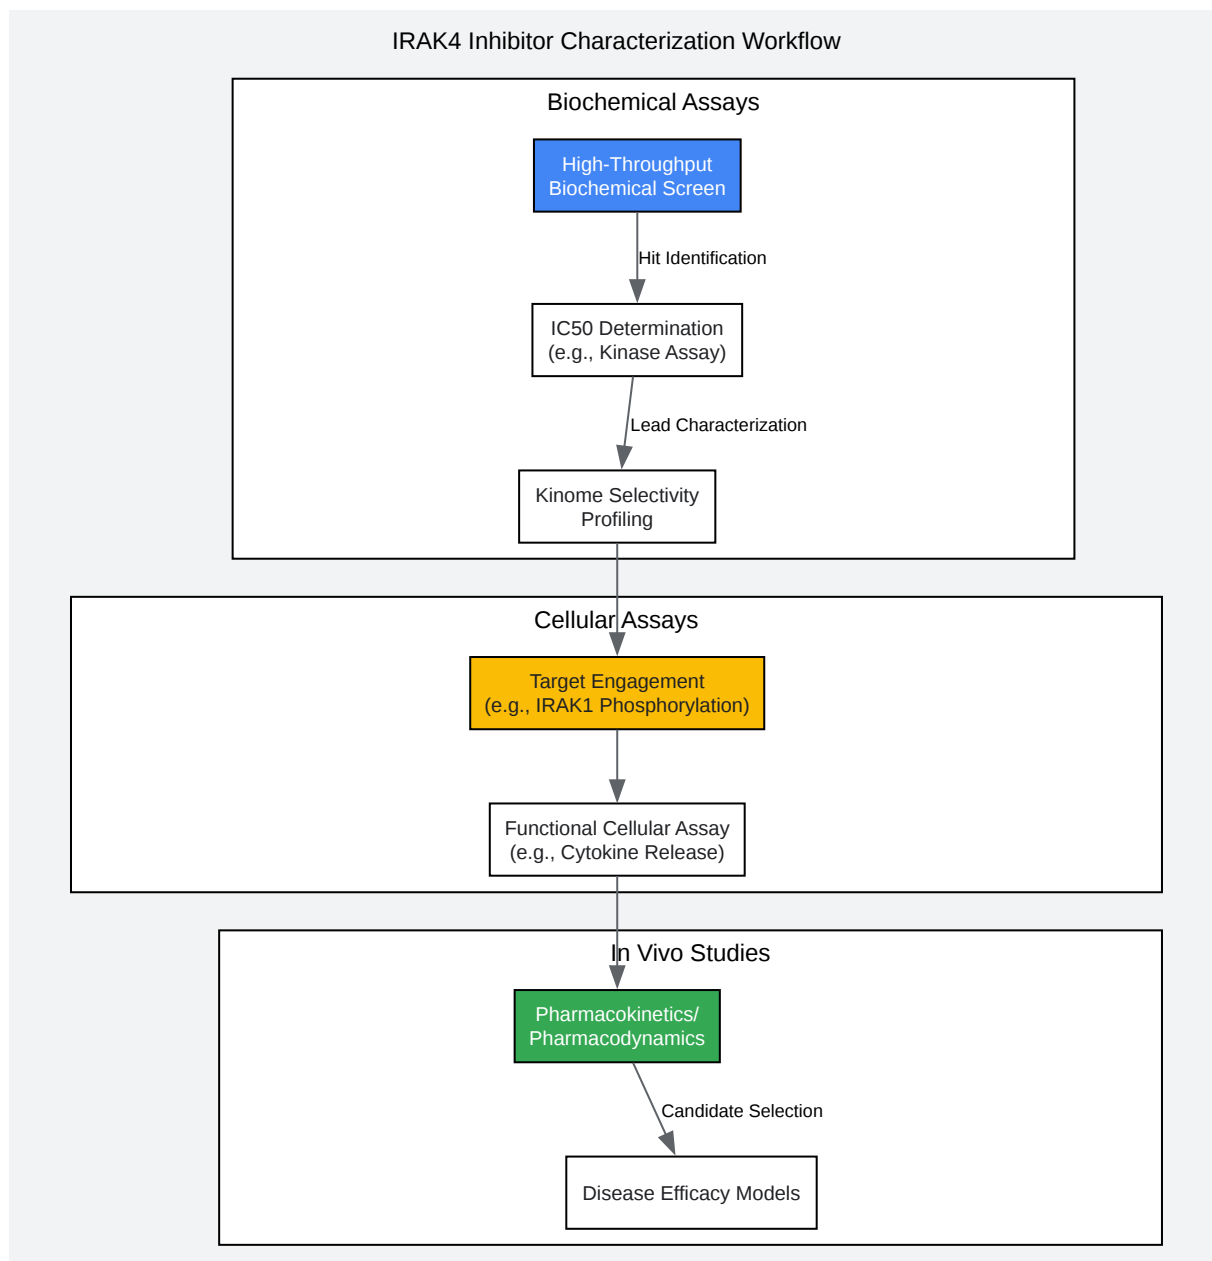 IRAK4 Inhibitor Characterization Workflow
Biochemical Assays
High-Throughput
Biochemical Screen
Hit Identification
IC50 Determination
(e.g., Kinase Assay)
Lead Characterization
Kinome Selectivity
Profiling
Cellular Assays
Target Engagement
(e.g., IRAK1 Phosphorylation)
Functional Cellular Assay
(e.g., Cytokine Release)
In Vivo Studies
Pharmacokinetics/
Pharmacodynamics
Candidate Selection
Disease Efficacy Models